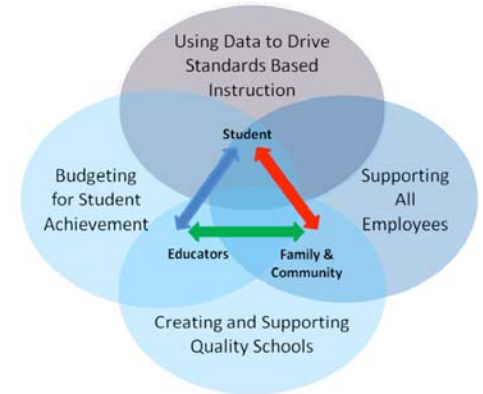 Using Data to Drive
Standards Based
Instruction
Student
Budgeting
for Student
Achievement
Supporting
All
Employees
Educators
Family &
Community
Creating and Supporting
Quality Schools